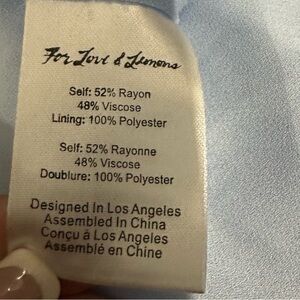 For Love & Lemons
Self: 52% Rayon
48% Viscose
Lining: 100% Polyester
Self: 52% Rayonne
48% Viscose
Doublure: 100% Polyester
Designed In Los Angeles
Assembled In China
Conçu á Los Angeles
Assemblé en Chine